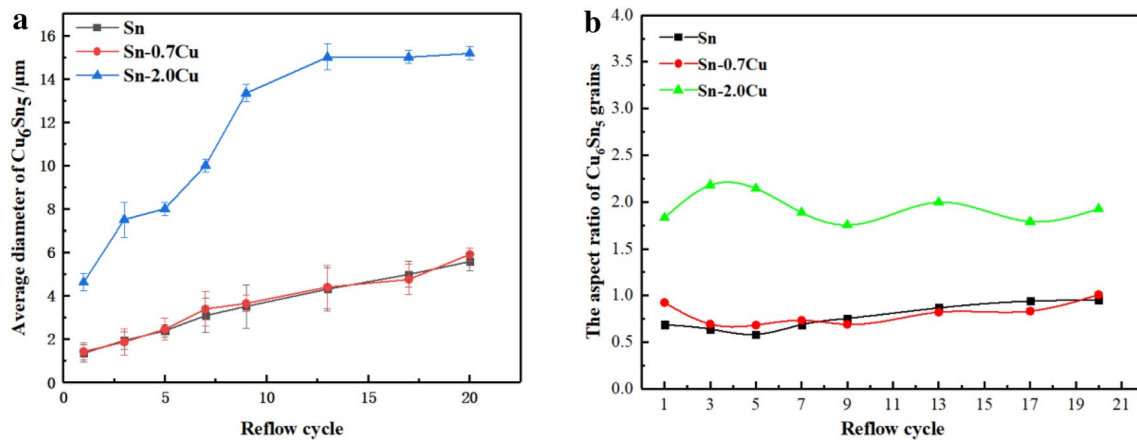 a
Sn
Sn-0.7Cu
Sn-2.0Cu
Average diameter of Cu6Sn5 /μm
16
14
12
10
8
6
4
2
0
0 5 10 15 20
Reflow cycle
b
Sn
Sn-0.7Cu
Sn-2.0Cu
The aspect ratio of Cu6Sn5 grains
4.0
3.5
3.0
2.5
2.0
1.5
1.0
0.5
0.0
1 3 5 7 9 11 13 15 17 19 21
Reflow cycle